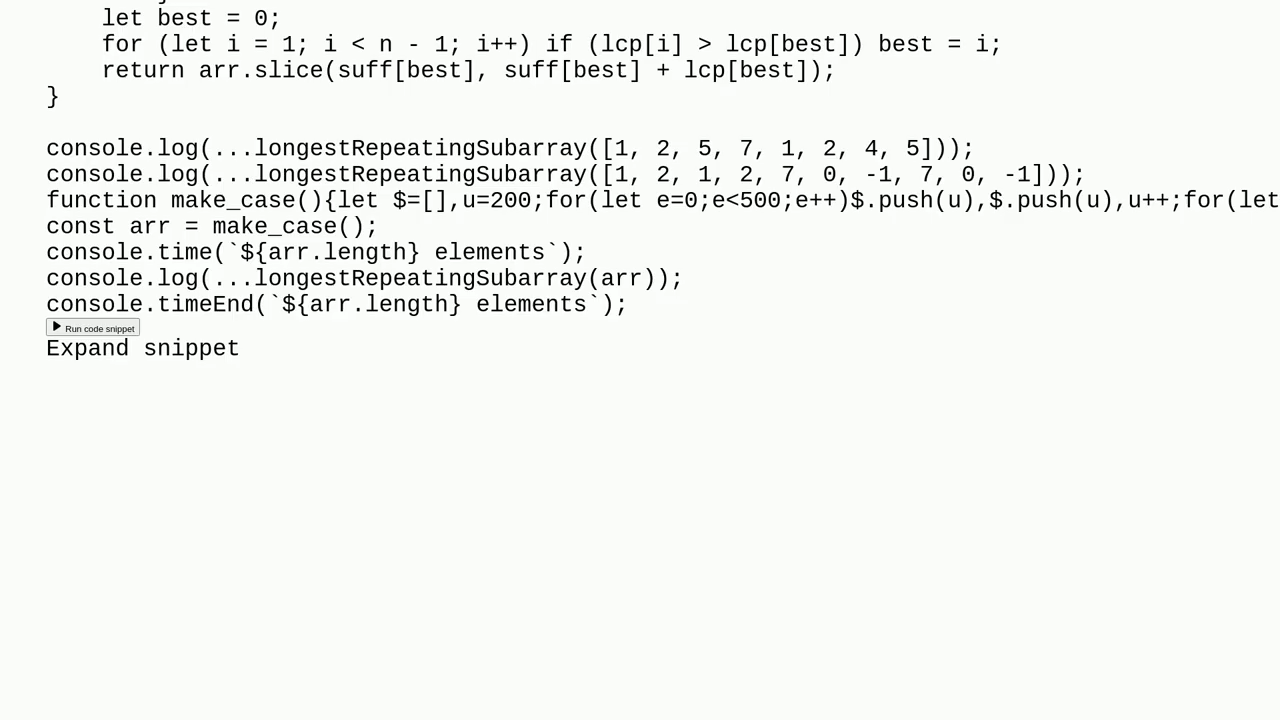 let best = 0;
for (let i = 1; i < n - 1; i++) if (lcp[i] > lcp[best]) best = i;
return arr.slice(suff[best], suff[best] + lcp[best]);
}
console.log(...longestRepeatingSubarray([1, 2, 5, 7, 1, 2, 4, 5]));
console.log(...longestRepeatingSubarray([1, 2, 1, 2, 7, 0, -1, 7, 0, -1]));
function make_case(){let $=[],u=200;for(let e=0;e<500;e++)$.push(u),$.push(u),u++;for(let
const arr = make_case();
console.time(`${arr.length} elements`);
console.log(...longestRepeatingSubarray(arr));
console.timeEnd(`${arr.length} elements`);
Run code snippet
Expand snippet